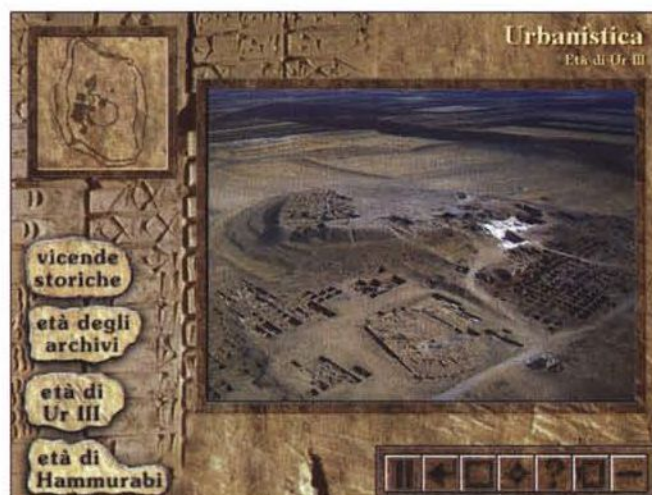 Urbanistica
Età di Ur III
vicende
storiche
età degli
archivi
età di
Ur III
età di
Hammurabi
?